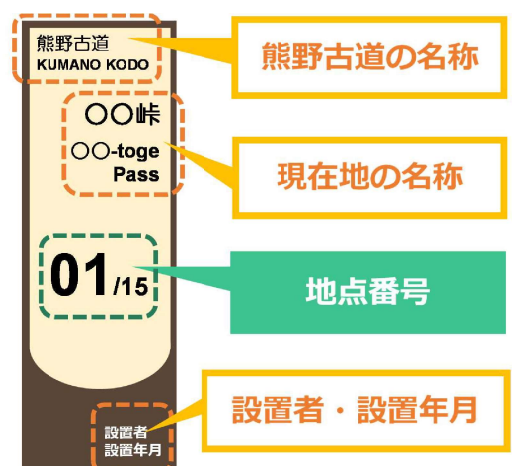 熊野古道
KUMANO KODO
熊野古道の名称
〇〇峠
〇〇-toge
Pass
現在地の名称
01/15
地点番号
設置者・設置年月
設置者
設置年月